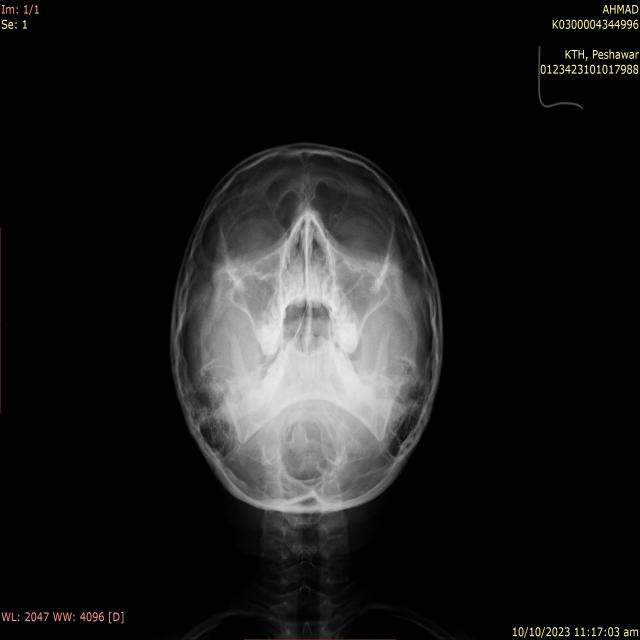 Im: 1/1
Se: 1
AHMAD
K0300004344996
KTH, Peshawar
0123423101017988
WL: 2047 WW: 4096 [D]
10/10/2023 11:17:03 am